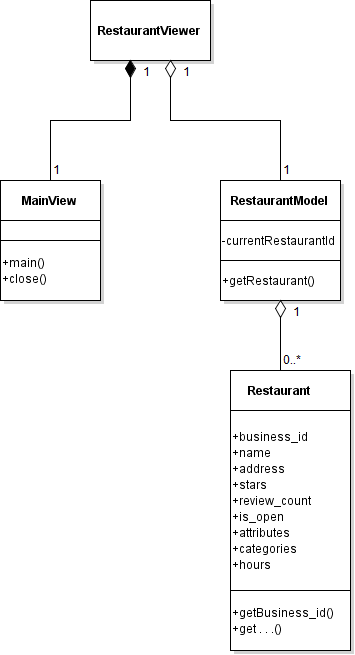 RestaurantViewer
1
1
1
1
MainView
+main()
+close()
RestaurantModel
-currentRestaurantId
+getRestaurant()
1
0..*
Restaurant
+business_id
+name
+address
+stars
+review_count
+is_open
+attributes
+categories
+hours
+getBusiness_id()
+get . . .()